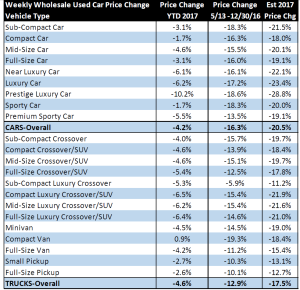 Weekly Wholesale Used Car Price Change Price Change Price Change Est 2017
Vehicle Type YTD 2017 5/13 -12/30/16 Price Chg
Sub-Compact Car -3.1% -18.3% -21.5%
Compact Car -1.7% -16.3% -18.0%
Mid-Size Car -4.6% -15.5% -20.1%
Full-Size Car -3.1% -16.0% -19.1%
Near Luxury Car -6.1% -16.1% -22.1%
Luxury Car -6.2% -17.2% -23.4%
Prestige Luxury Car -10.2% -18.6% -28.8%
Sporty Car -1.7% -18.3% -20.0%
Premium Sporty Car -5.5% -13.5% -19.1%
CARS-Overall -4.2% -16.3% -20.5%
Sub-Compact Crossover -4.0% -15.7% -19.7%
Compact Crossover/SUV -4.6% -13.9% -18.4%
Mid-Size Crossover/SUV -4.6% -15.1% -19.7%
Full-Size Crossover/SUV -5.4% -12.5% -17.8%
Sub-Compact Luxury Crossover -5.3% -5.9% -11.2%
Compact Luxury Crossover/SUV -6.5% -15.4% -21.9%
Mid-Size Luxury Crossover/SUV -6.2% -15.4% -21.6%
Full-Size Luxury Crossover/SUV -6.4% -14.6% -21.0%
Minivan -4.5% -14.5% -19.0%
Compact Van 0.9% -19.3% -18.4%
Full-Size Van -4.2% -11.2% -15.4%
Small Pickup -2.7% -10.3% -13.1%
Full-Size Pickup -2.6% -10.1% -12.7%
TRUCKS-Overall -4.6% -12.9% -17.5%